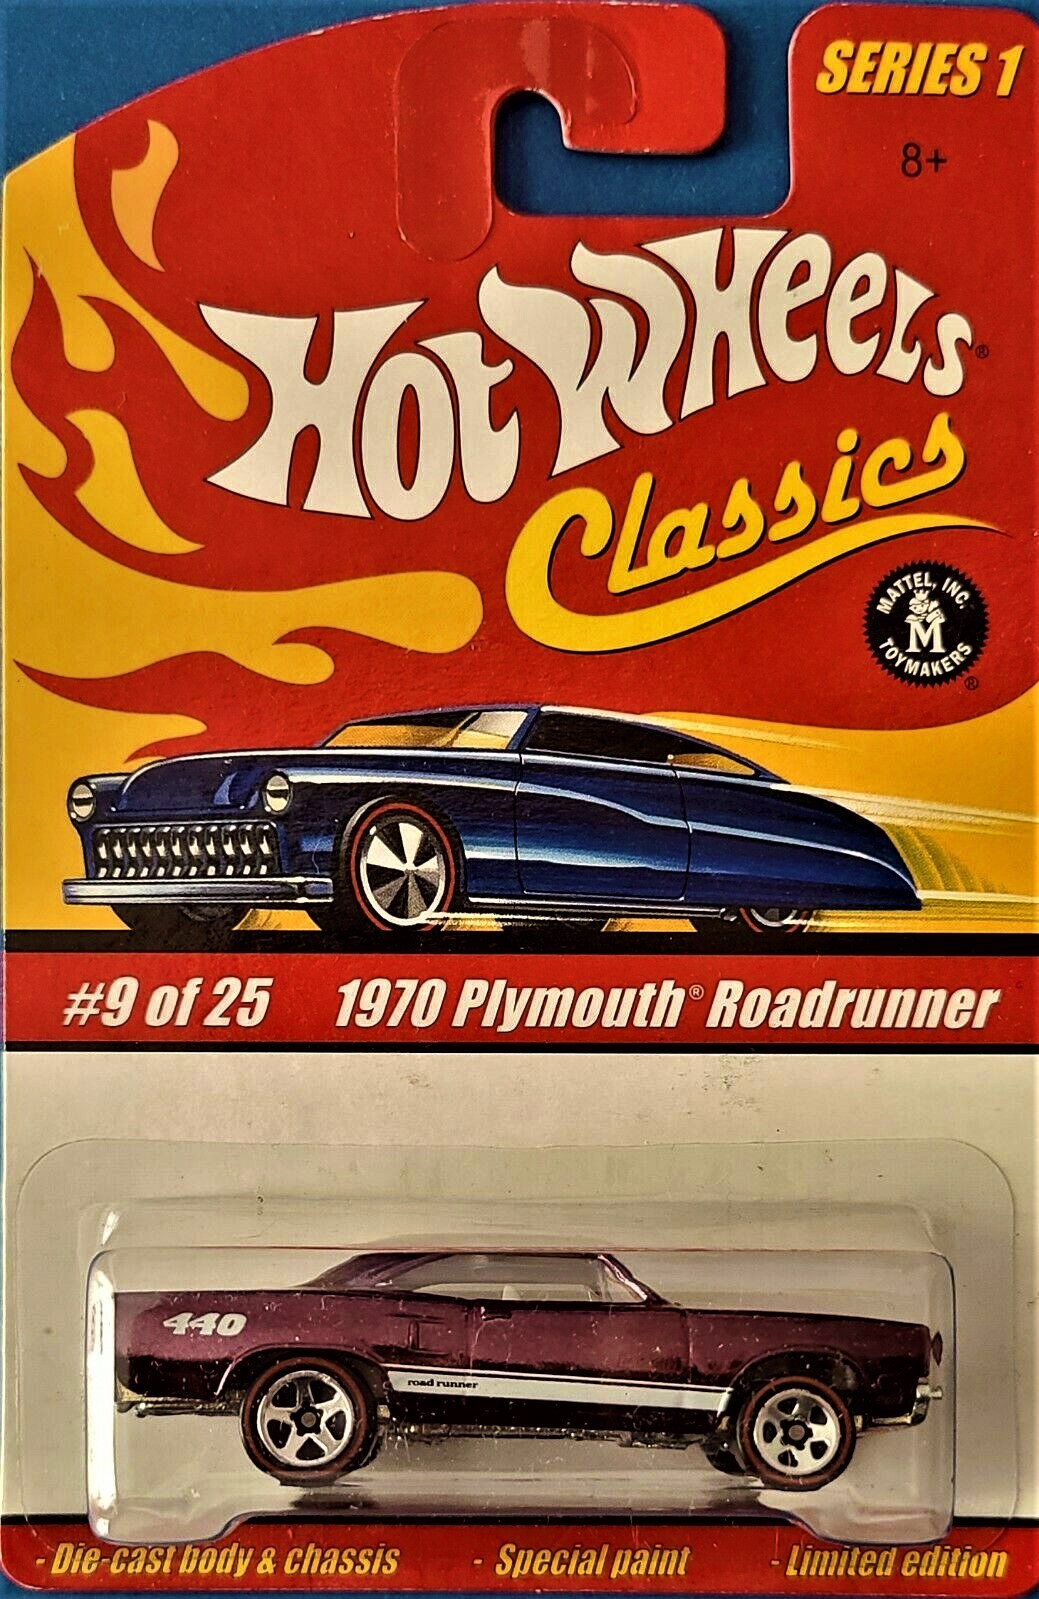 SERIES 1
8+
Hot Wheels®
Classics
MATTEL, INC.
M
TOYMAKERS
®
#9 of 25 1970 Plymouth® Roadrunner
440
road runner
- Die-cast body & chassis - Special paint - Limited edition